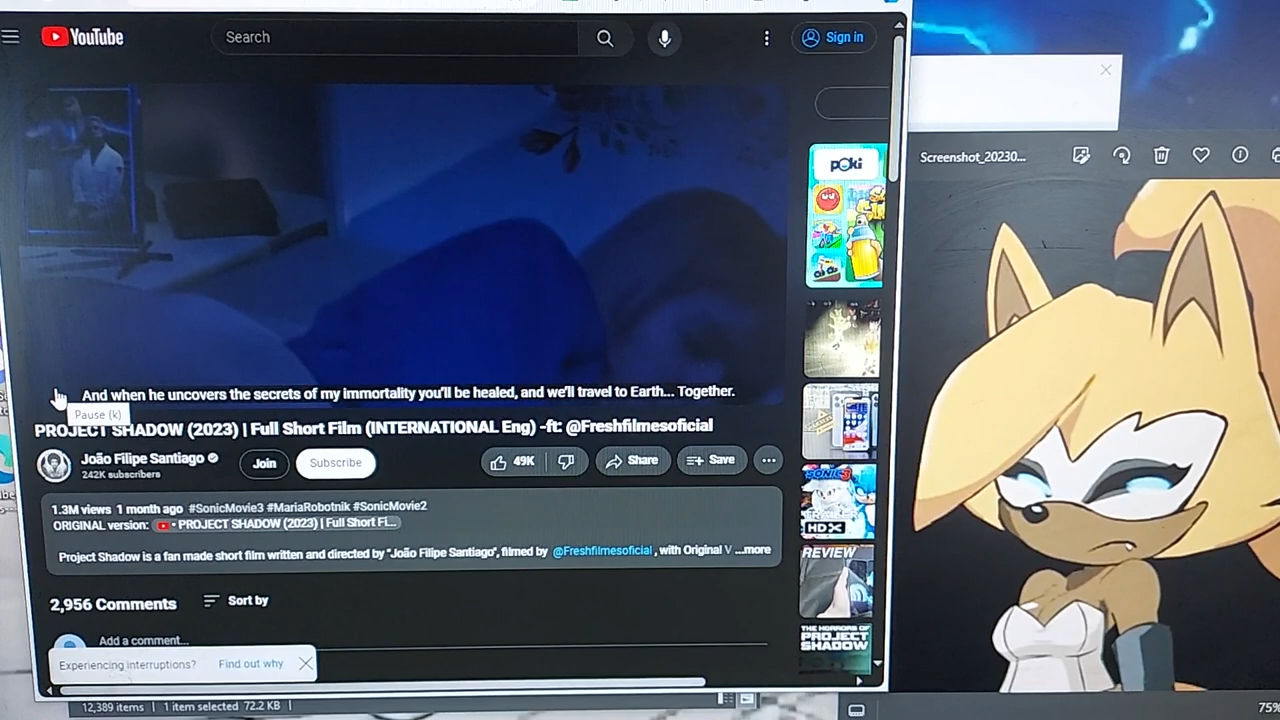 YouTube
Search
Sign in
Screenshot_20230...
poki
And when he uncovers the secrets of my immortality you'll be healed, and we'll travel to Earth... Together.
Pause (k)
PROJECT SHADOW (2023) | Full Short Film (INTERNATIONAL Eng) -ft: @Freshfilmesoficial
João Filipe Santiago
242K subscribers
Join
Subscribe
49K
Share
Save
SONIC 3
HDX
1.3M views 1 month ago #SonicMovie3 #MariaRobotnik #SonicMovie2
ORIGINAL version: • PROJECT SHADOW (2023) | Full Short Fi...
Project Shadow is a fan made short film written and directed by "João Filipe Santiago", filmed by @Freshfilmesoficial , with Original V ...more
REVIEW
2,956 Comments
Sort by
THE HORRORS OF
PROJECT
SHADOW
Add a comment...
Experiencing interruptions?
Find out why
12,389 items
1 item selected 72.2 KB
75%